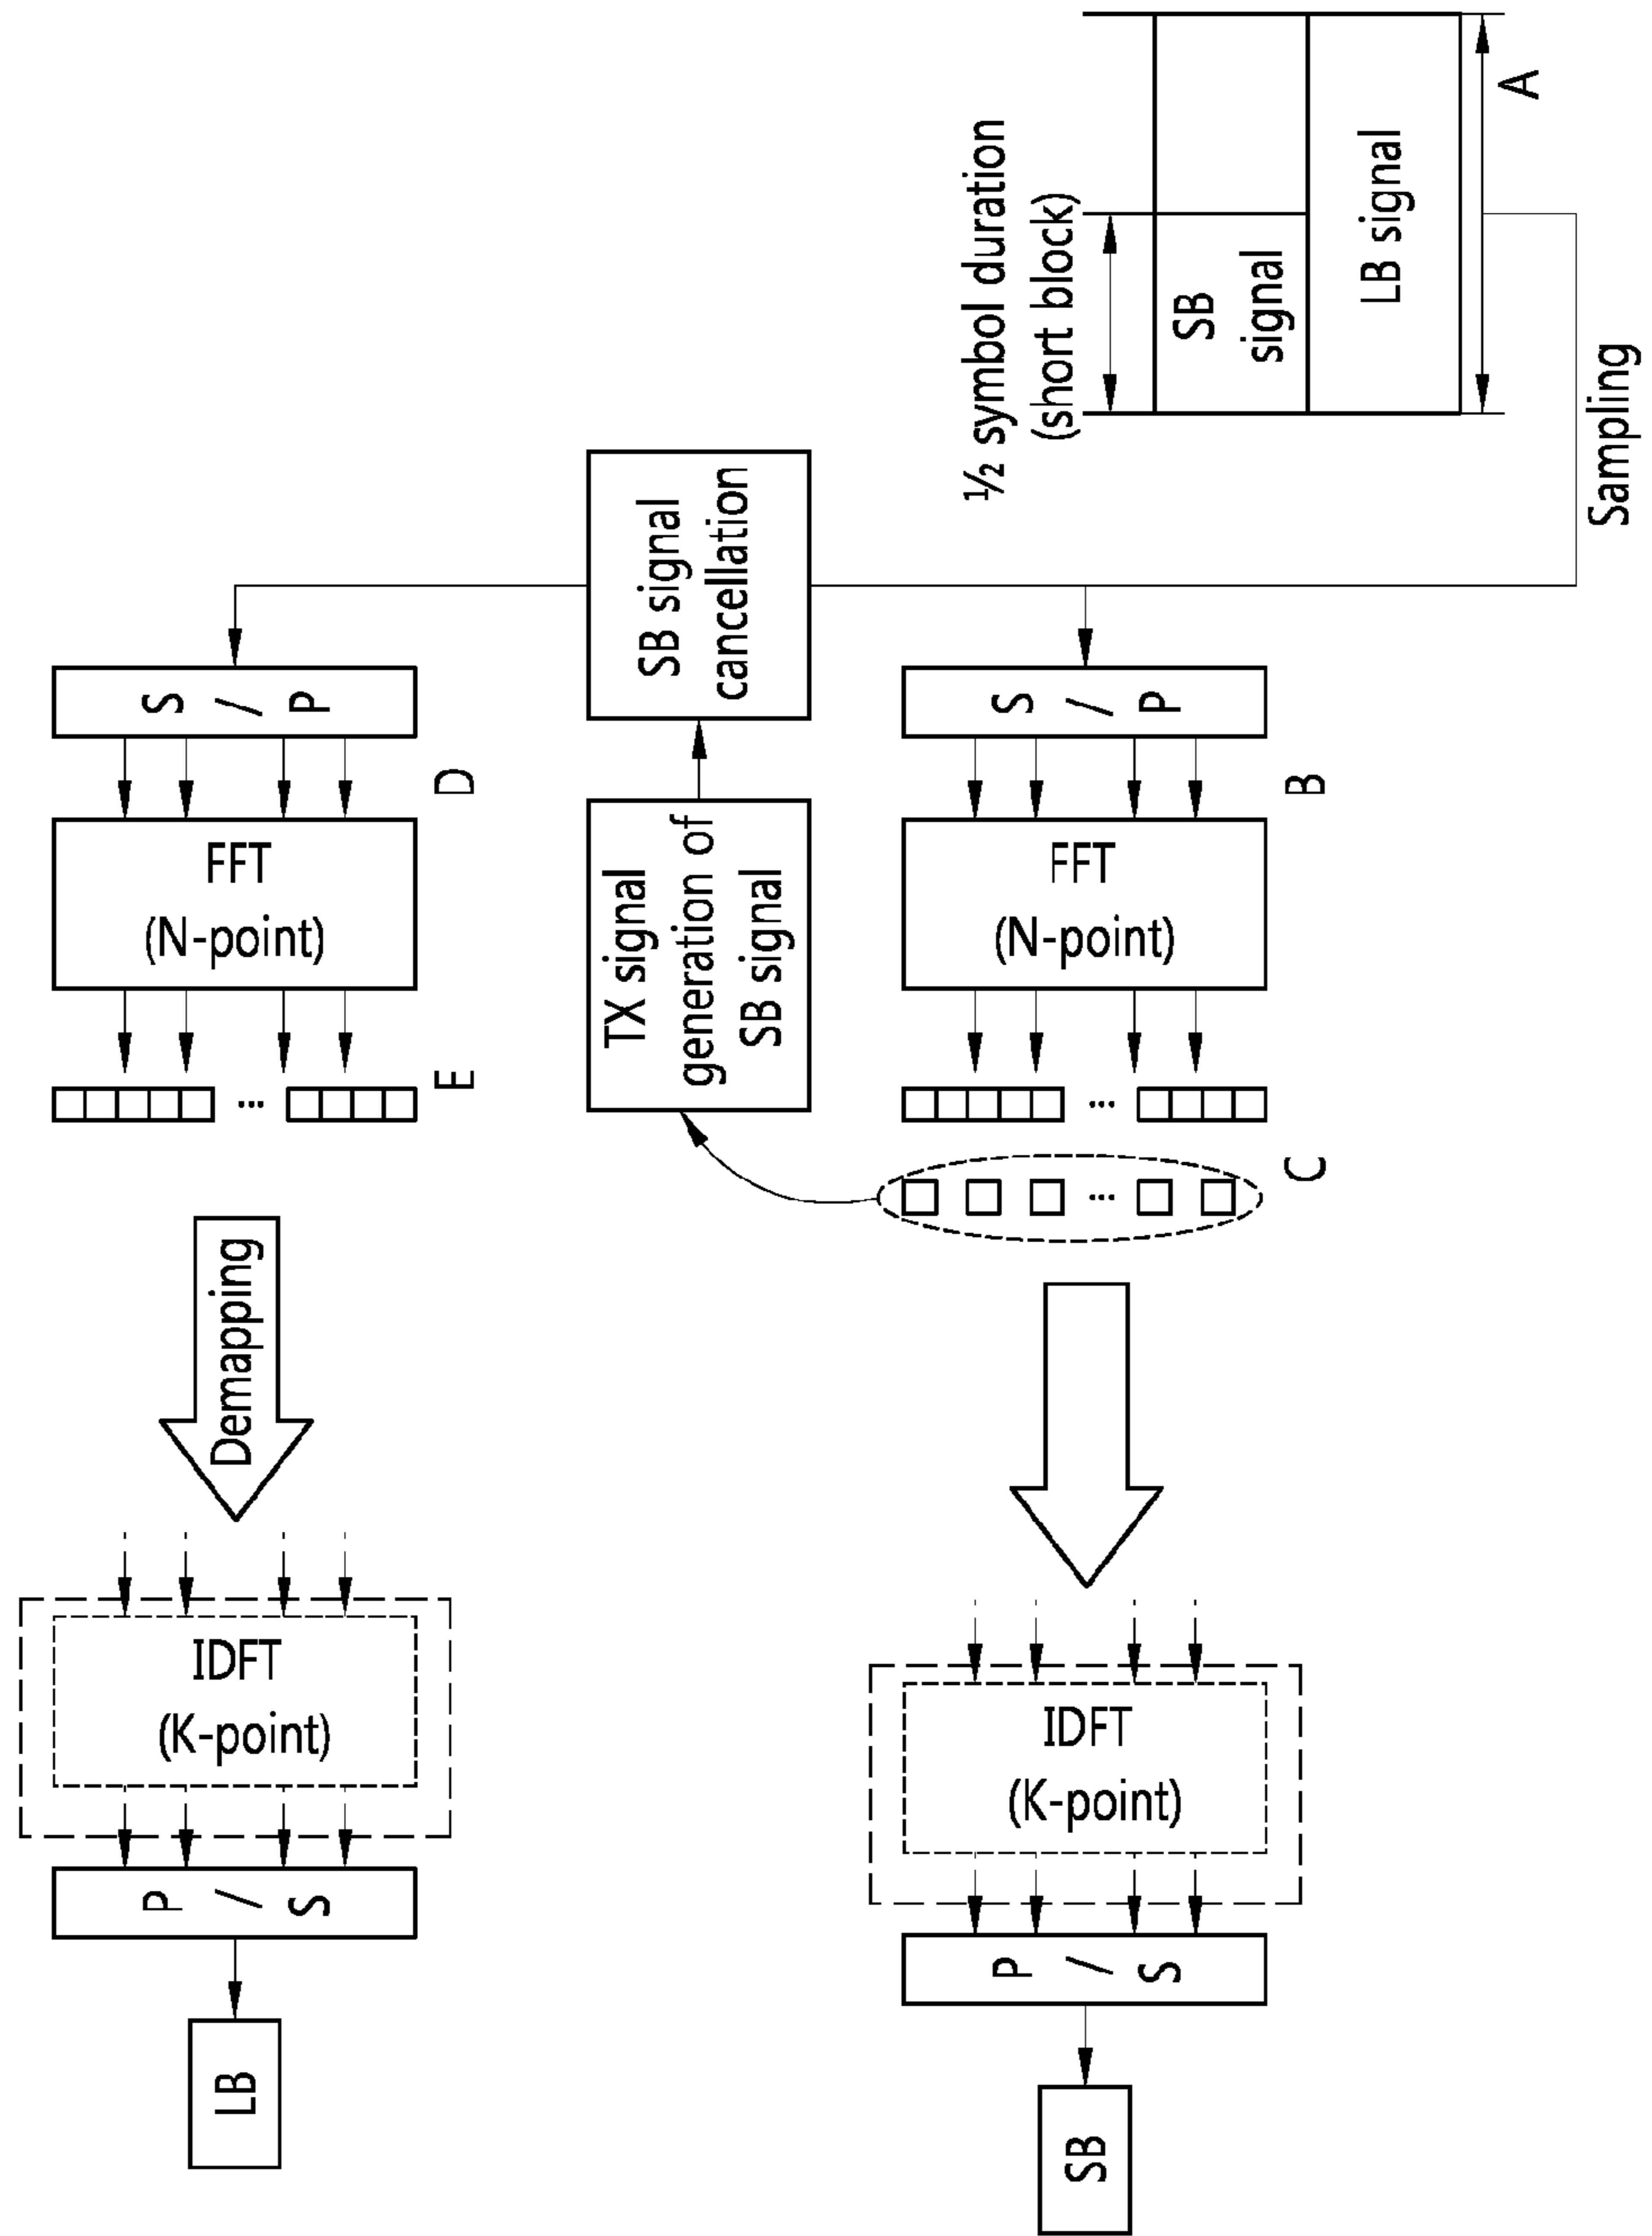 LB
P
/
S
IDFT
(K-point)
Demapping
E
FFT
(N-point)
D
S
/
P
TX signal
generation of
SB signal
SB signal
cancellation
SB
P
/
S
IDFT
(K-point)
C
FFT
(N-point)
B
S
/
P
½ symbol duration
(short block)
SB
signal
LB signal
A
Sampling
...
...
...